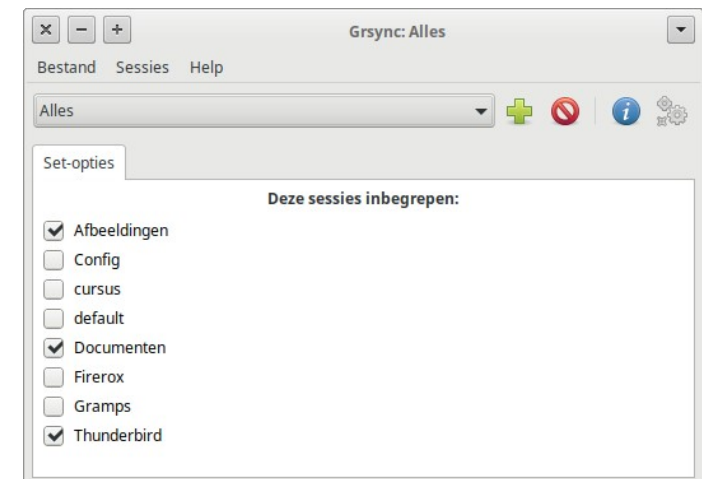 Grsync: Alles
Bestand Sessies Help
Alles
Set-opties
Deze sessies inbegrepen:
Afbeeldingen
Config
cursus
default
Documenten
Firerox
Gramps
Thunderbird